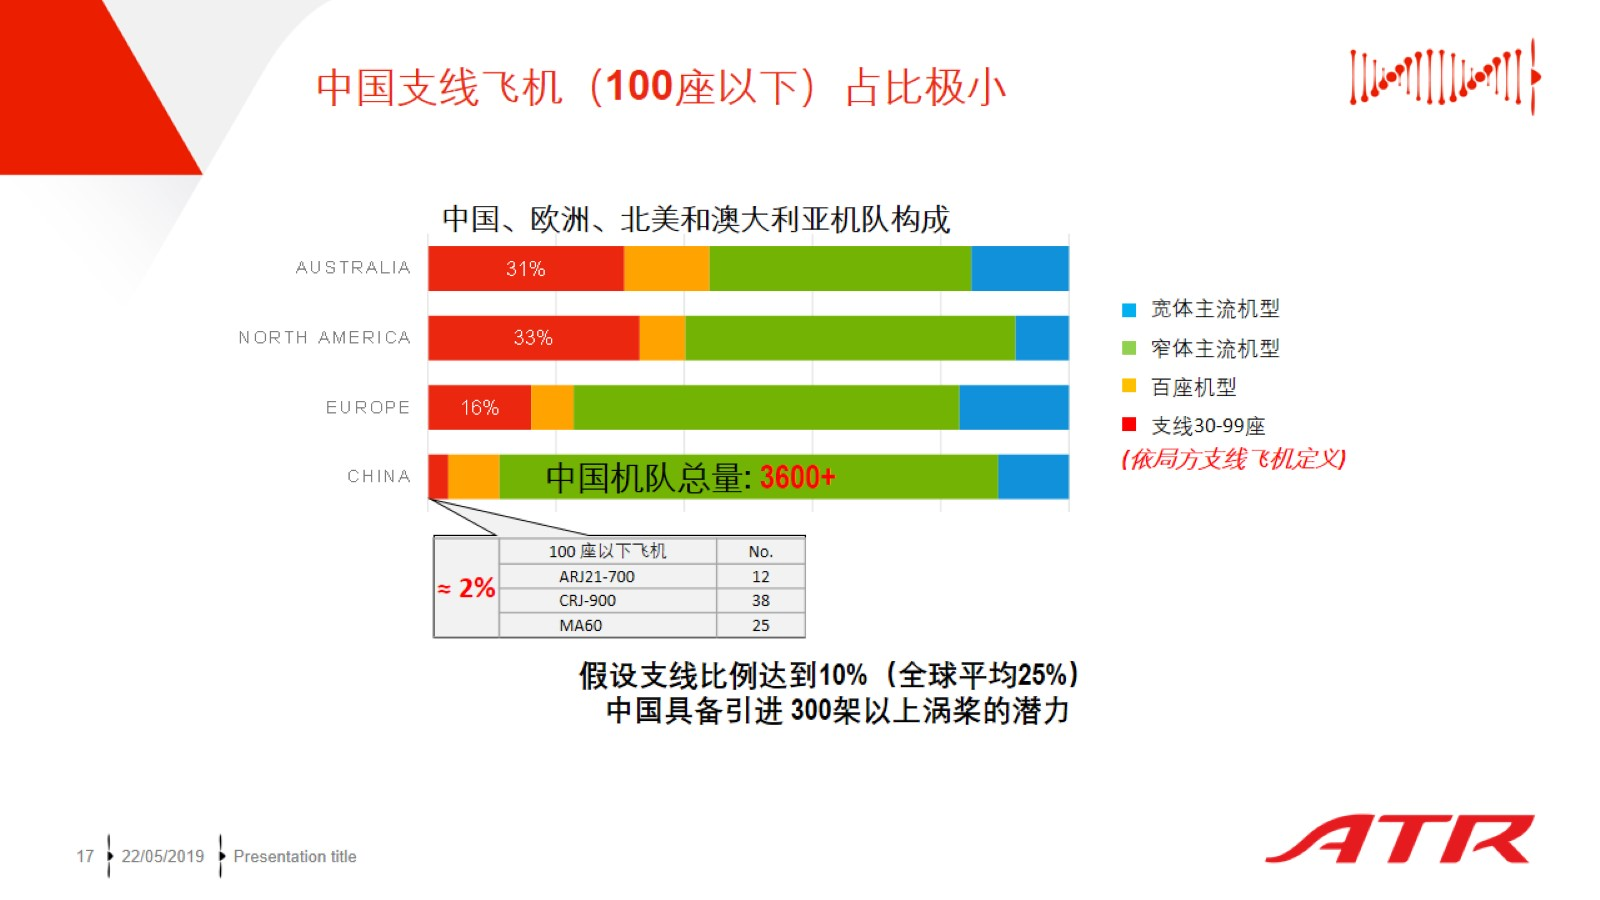 中国支线飞机（100座以下）占比极小
中国、欧洲、北美和澳大利亚机队构成
AUSTRALIA 31%
NORTH AMERICA 33%
EUROPE 16%
CHINA 中国机队总量: 3600+
宽体主流机型
窄体主流机型
百座机型
支线30-99座
(依局方支线飞机定义)
≈ 2%
100 座以下飞机 No.
ARJ21-700 12
CRJ-900 38
MA60 25
假设支线比例达到10%（全球平均25%）
中国具备引进 300架以上涡桨的潜力
17 22/05/2019 Presentation title
ATR